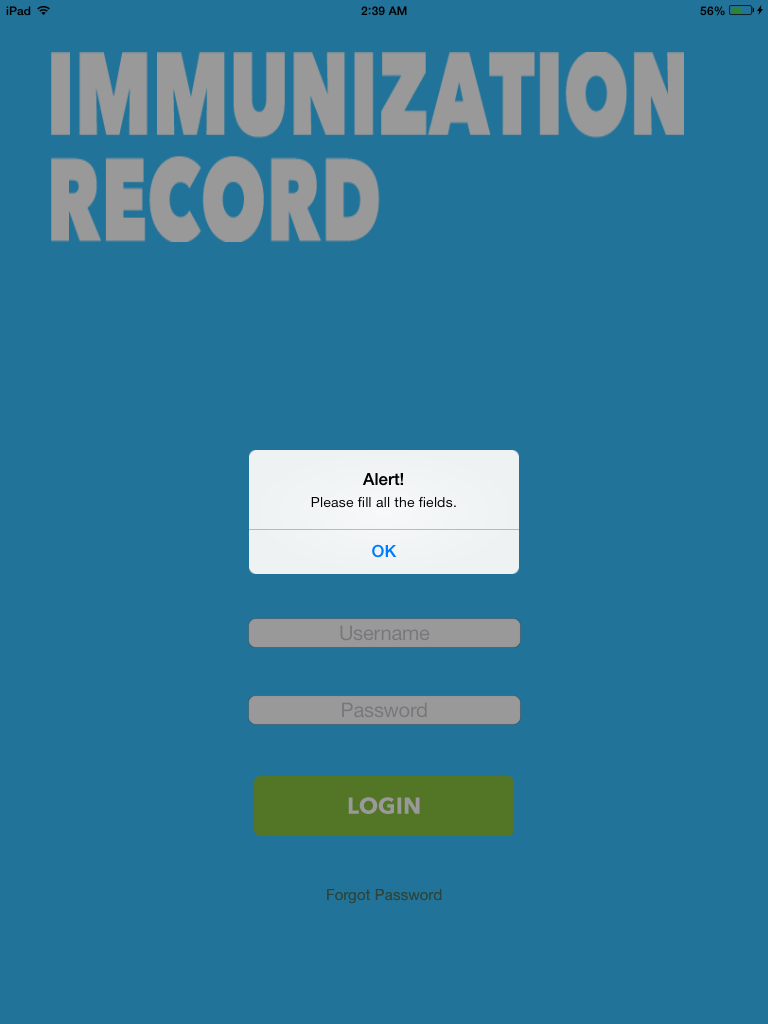 iPad 2:39 AM 56%
IMMUNIZATION
RECORD
Alert!
Please fill all the fields.
OK
Username
Password
LOGIN
Forgot Password